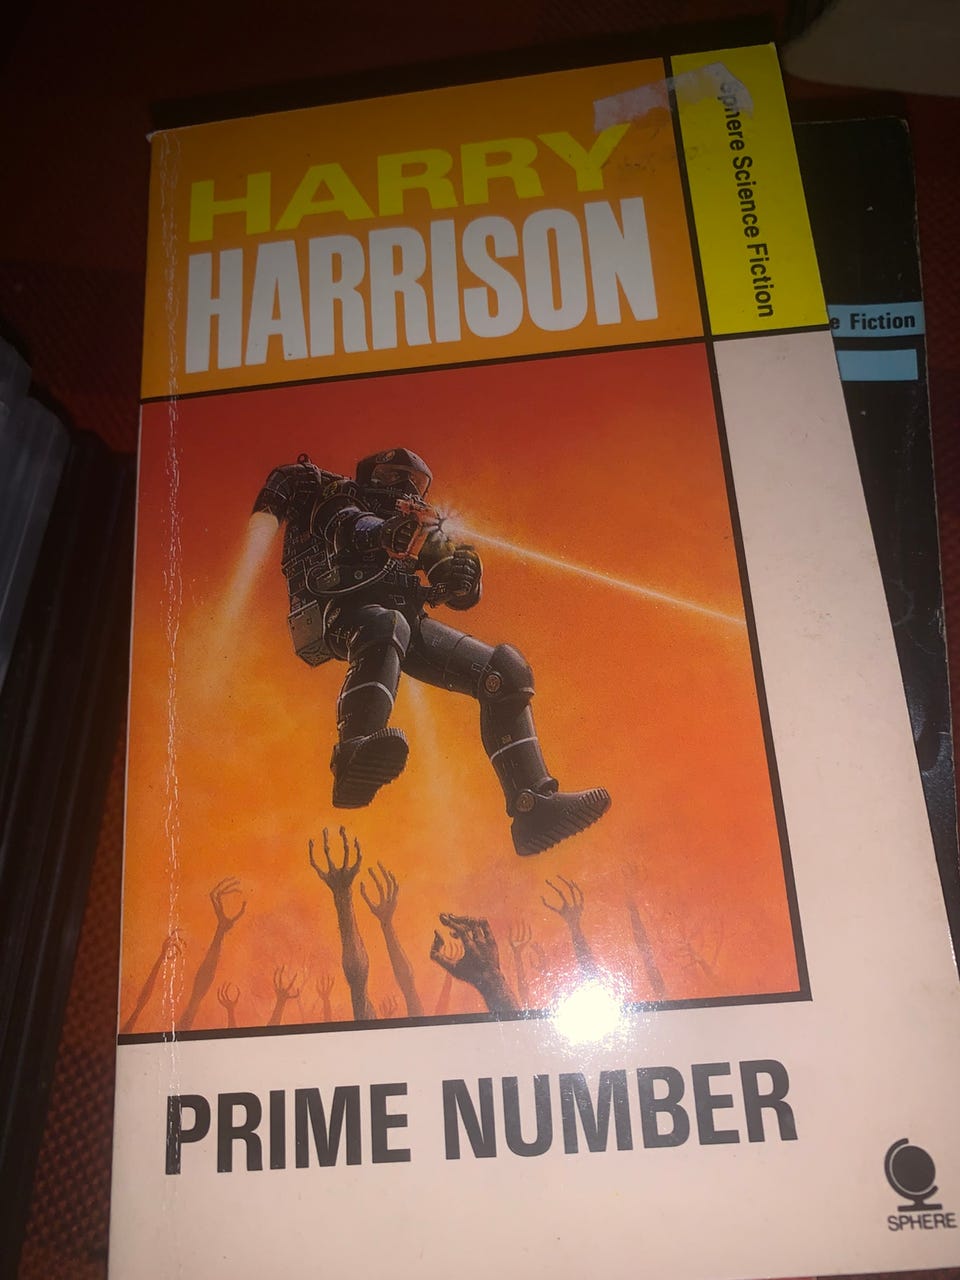 HARRY
HARRISON
Sphere Science Fiction
e Fiction
PRIME NUMBER
SPHERE